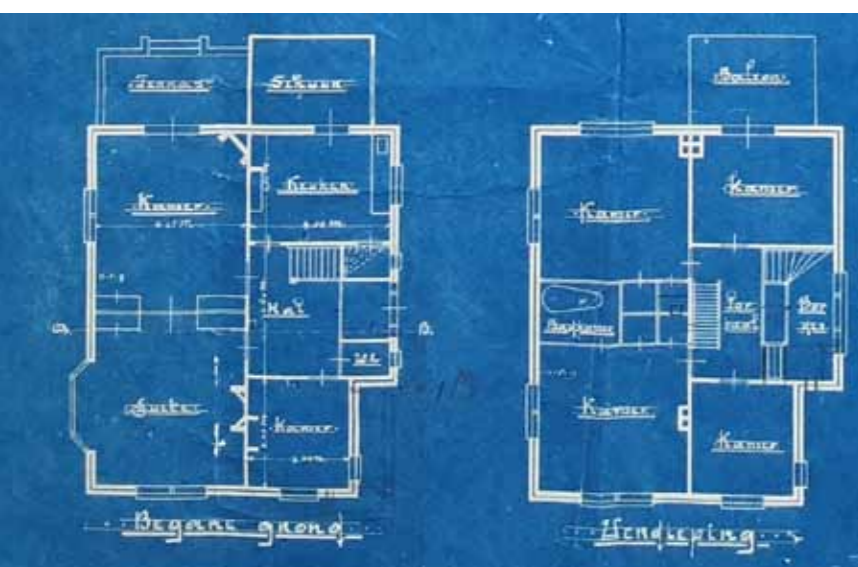 Terras
Schuur
Kamer
Keuken
Hal
B.
W.C.
Suite
Kamer
Begane grond
Balcon
Kamer
Kamer
Badkamer
Kamer
Kamer
Verdieping